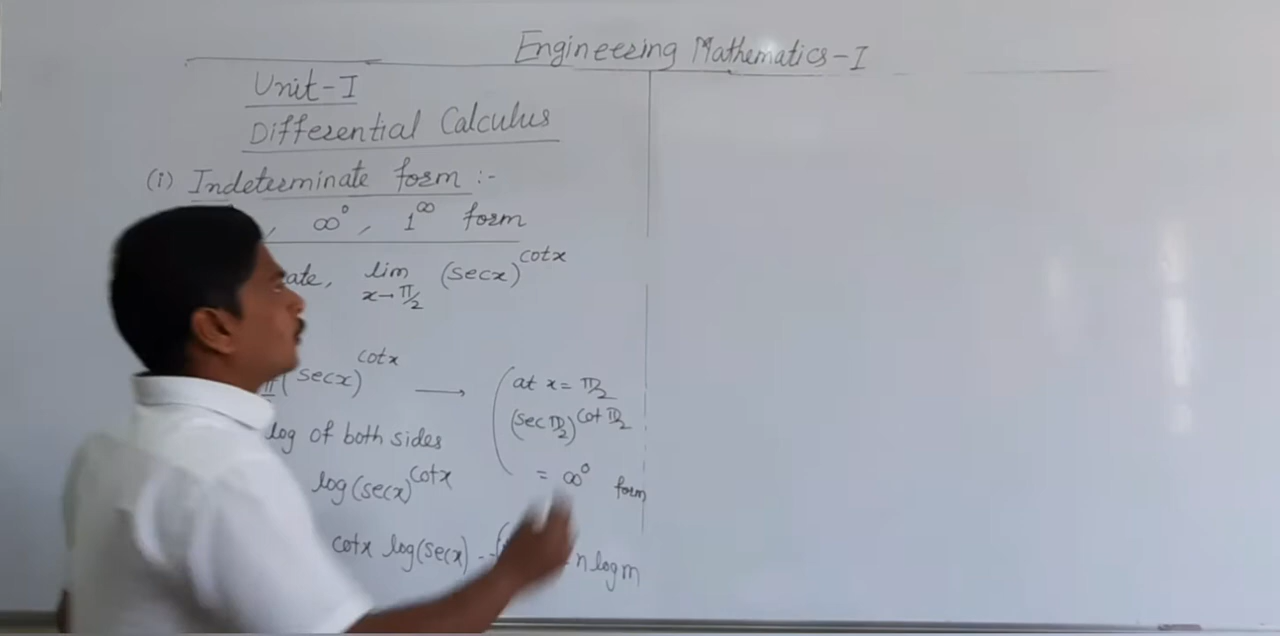 Engineering Mathematics-I
Unit-I
Differential Calculus
(i) Indeterminate form :-
, ∞⁰, 1^∞ form
ate, lim x→π/2 (secx)^cotx
(secx)^cotx → (at x = π/2
(sec π/2)^cot π/2
= ∞⁰ form
log of both sides
log(secx)^cotx
cotx log(secx) -- ( = n log m